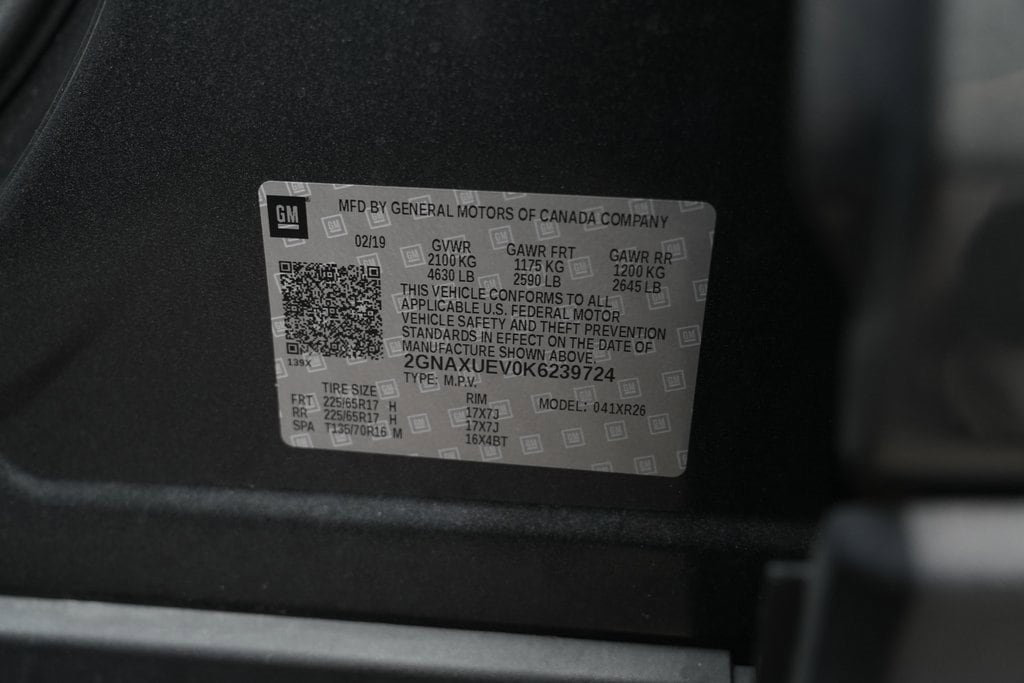 GM
MFD BY GENERAL MOTORS OF CANADA COMPANY
02/19 GVWR GAWR FRT GAWR RR
2100 KG 1175 KG 1200 KG
4630 LB 2590 LB 2645 LB
THIS VEHICLE CONFORMS TO ALL
APPLICABLE U.S. FEDERAL MOTOR
VEHICLE SAFETY AND THEFT PREVENTION
STANDARDS IN EFFECT ON THE DATE OF
MANUFACTURE SHOWN ABOVE.
139X
2GNAXUEV0K6239724
TYPE: M.P.V.
TIRE SIZE RIM MODEL: 041XR26
FRT 225/65R17 H 17X7J
RR 225/65R17 H 17X7J
SPA T135/70R16 M 16X4BT